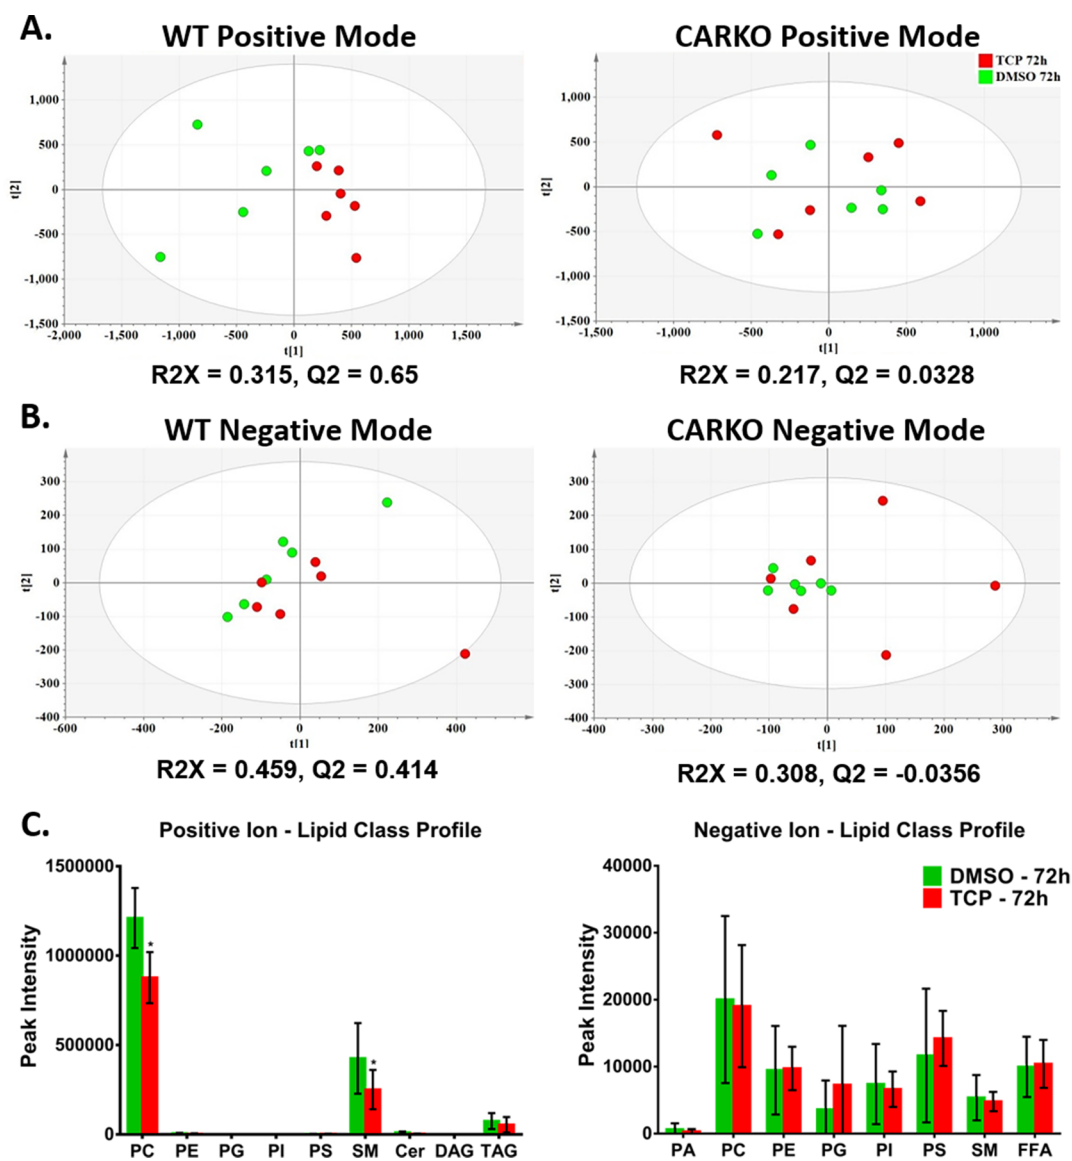 A.
WT Positive Mode
CARKO Positive Mode
TCP 72h
DMSO 72h
1,000
500
0
-500
-1,000
-1,500
t[2]
-2,000 -1,000 -500 0 500 1,000 1,500
t[1]
R2X = 0.315, Q2 = 0.65
1,000
500
0
-500
-1,000
-1,500
t[2]
-1,500 -1,000 -500 0 500 1,000
t[1]
R2X = 0.217, Q2 = 0.0328
B.
WT Negative Mode
CARKO Negative Mode
300
200
100
0
-100
-200
-300
-400
t[2]
-600 -400 -200 0 200 400
t[1]
R2X = 0.459, Q2 = 0.414
300
200
100
0
-100
-200
-300
-400
t[2]
-400 -300 -200 -100 0 100 200 300
t[1]
R2X = 0.308, Q2 = -0.0356
C.
Positive Ion - Lipid Class Profile
1500000
1000000
500000
0
Peak Intensity
*
*
PC PE PG PI PS SM Cer DAG TAG
Negative Ion - Lipid Class Profile
DMSO - 72h
TCP - 72h
40000
30000
20000
10000
0
Peak Intensity
PA PC PE PG PI PS SM FFA